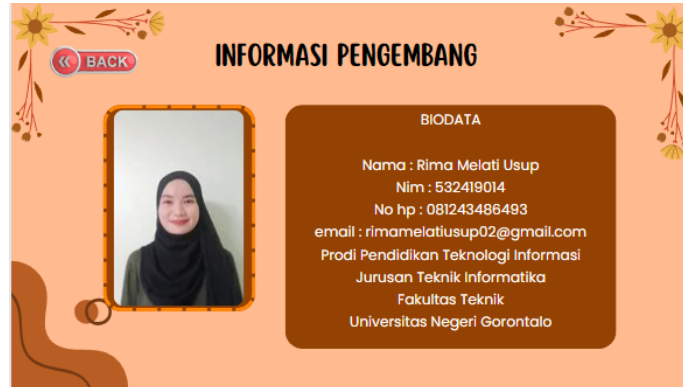 BACK
INFORMASI PENGEMBANG
BIODATA
Nama : Rima Melati Usup
Nim : 532419014
No hp : 081243486493
email : rimamelatiusup02@gmail.com
Prodi Pendidikan Teknologi Informasi
Jurusan Teknik Informatika
Fakultas Teknik
Universitas Negeri Gorontalo